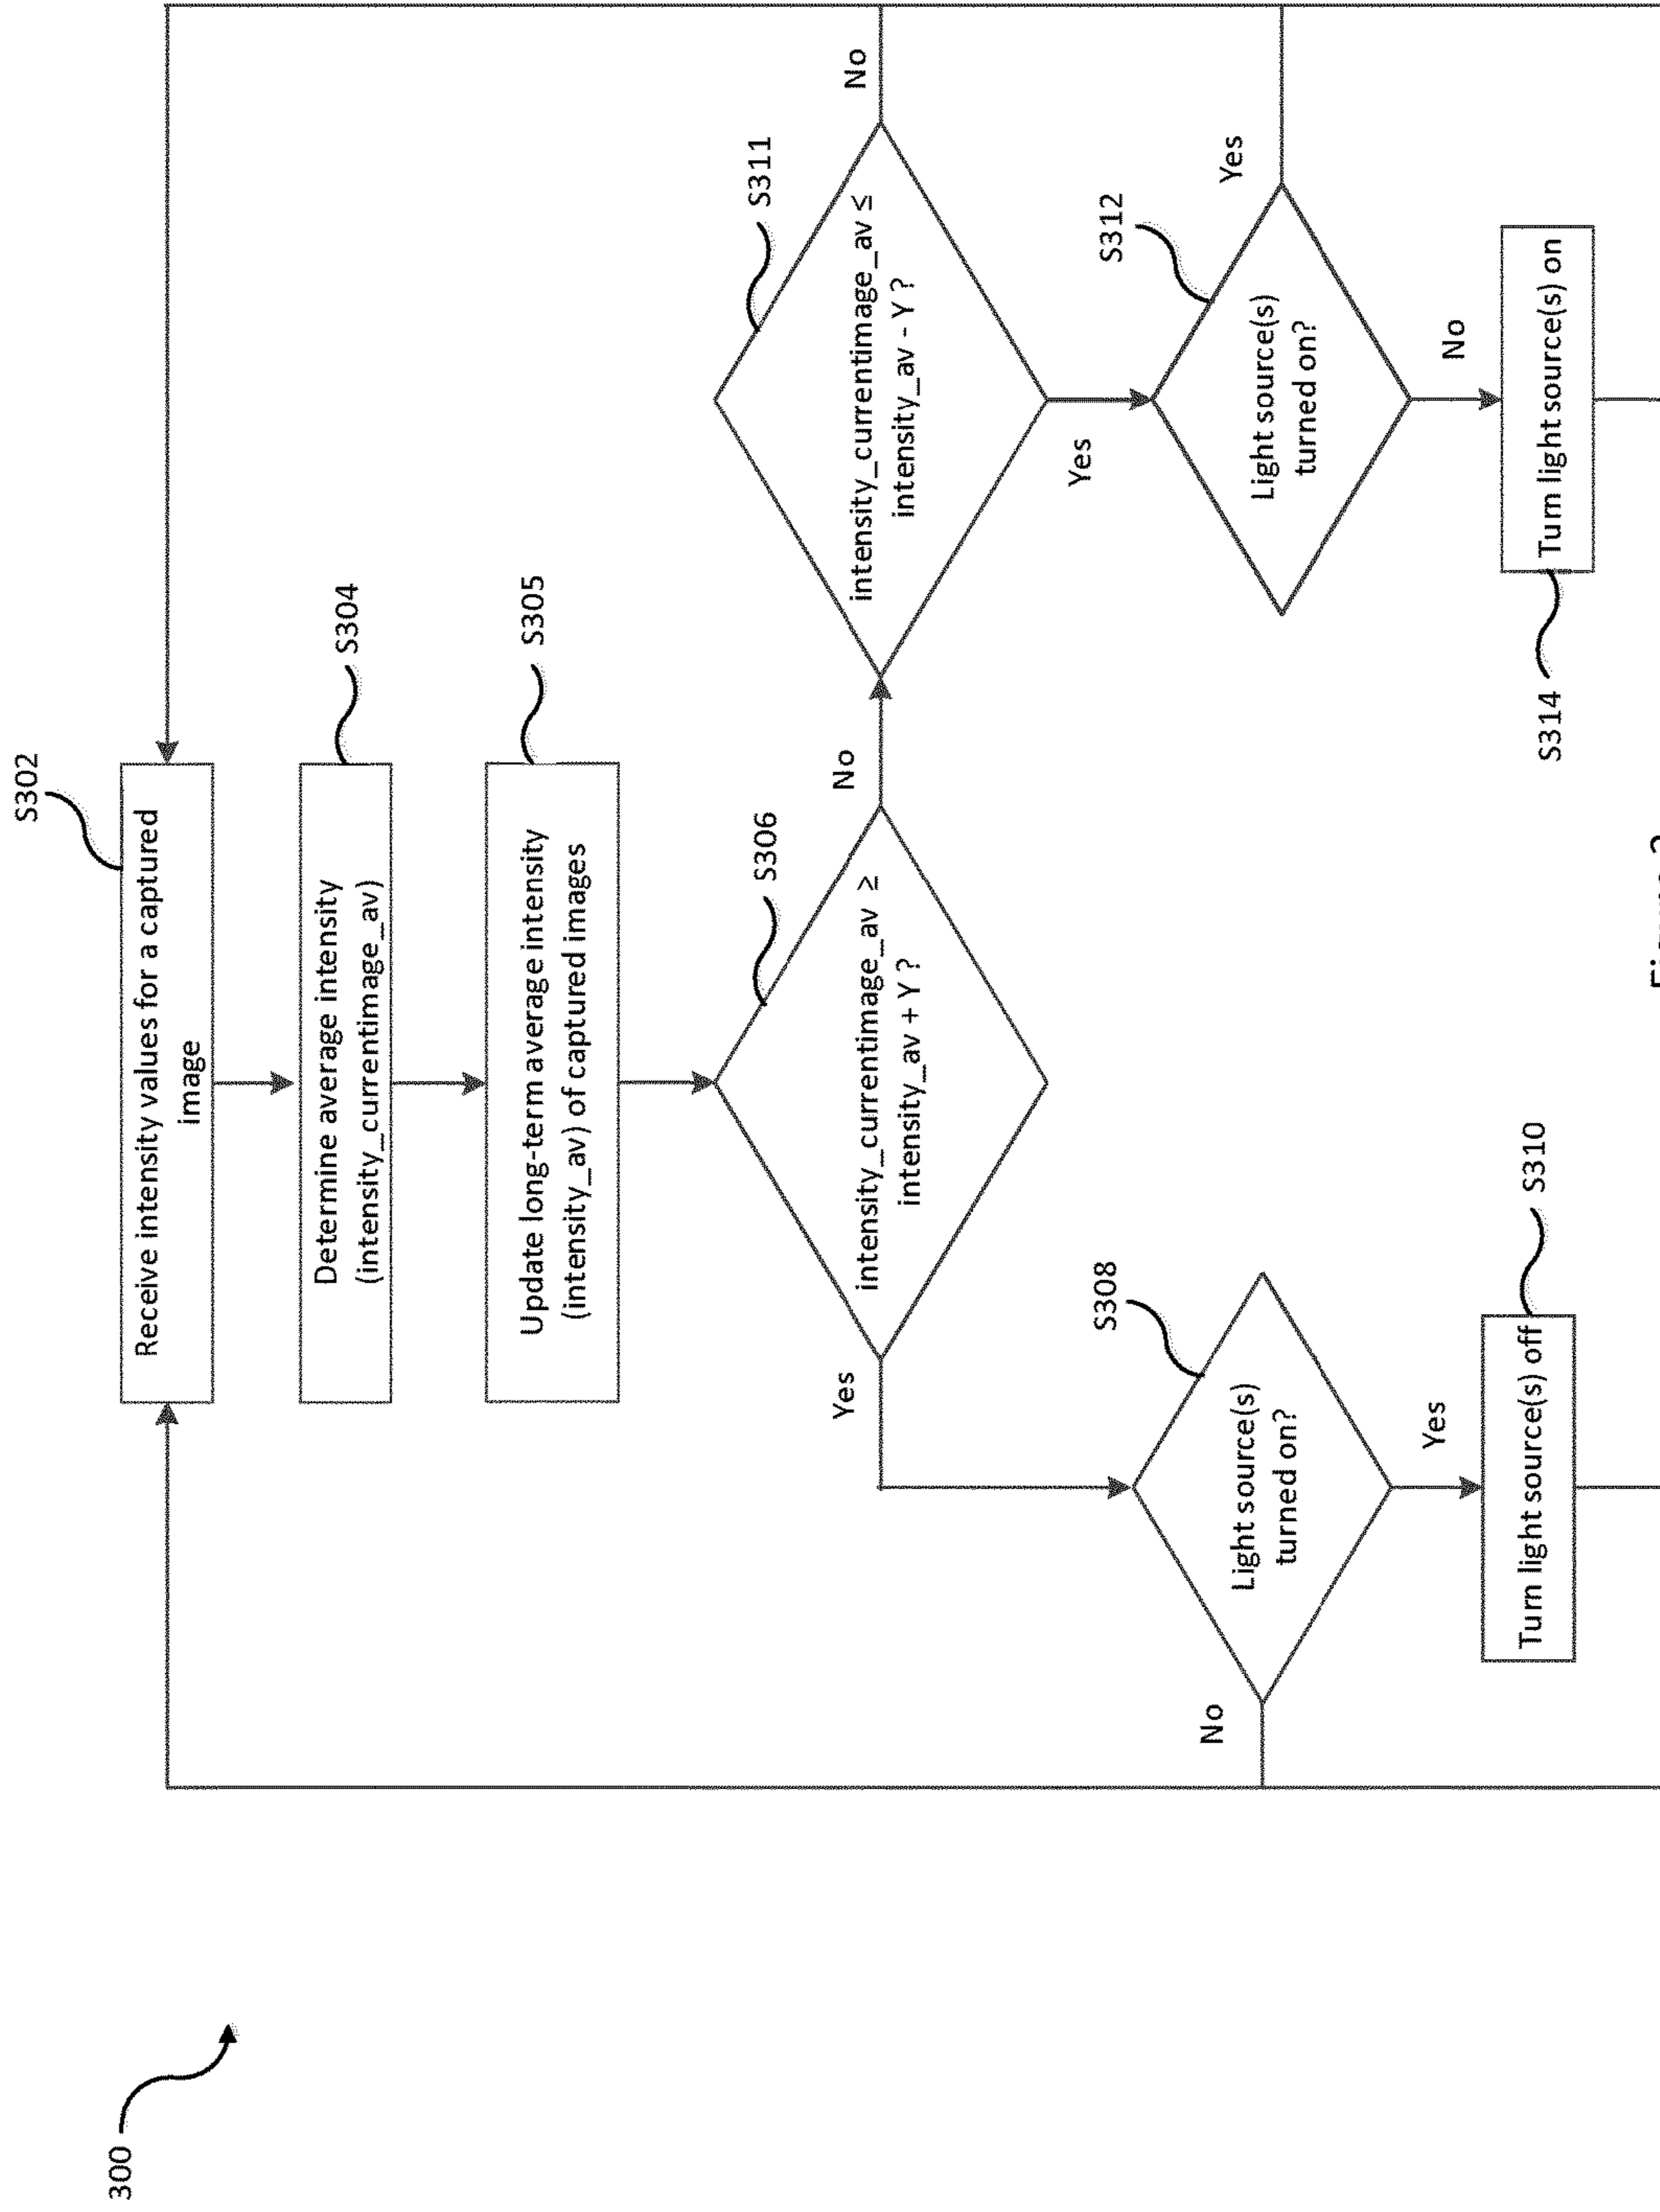 300
S302
Receive intensity values for a captured
image
S304
Determine average intensity
(intensity_currentimage_av)
S305
Update long-term average intensity
(intensity_av) of captured images
S306
intensity_currentimage_av ≥
intensity_av + Y ?
Yes
No
S311
intensity_currentimage_av ≤
intensity_av - Y ?
No
Yes
S308
Light source(s)
turned on?
No
Yes
S312
Light source(s)
turned on?
Yes
No
S310
Turn light source(s) off
S314
Turn light source(s) on